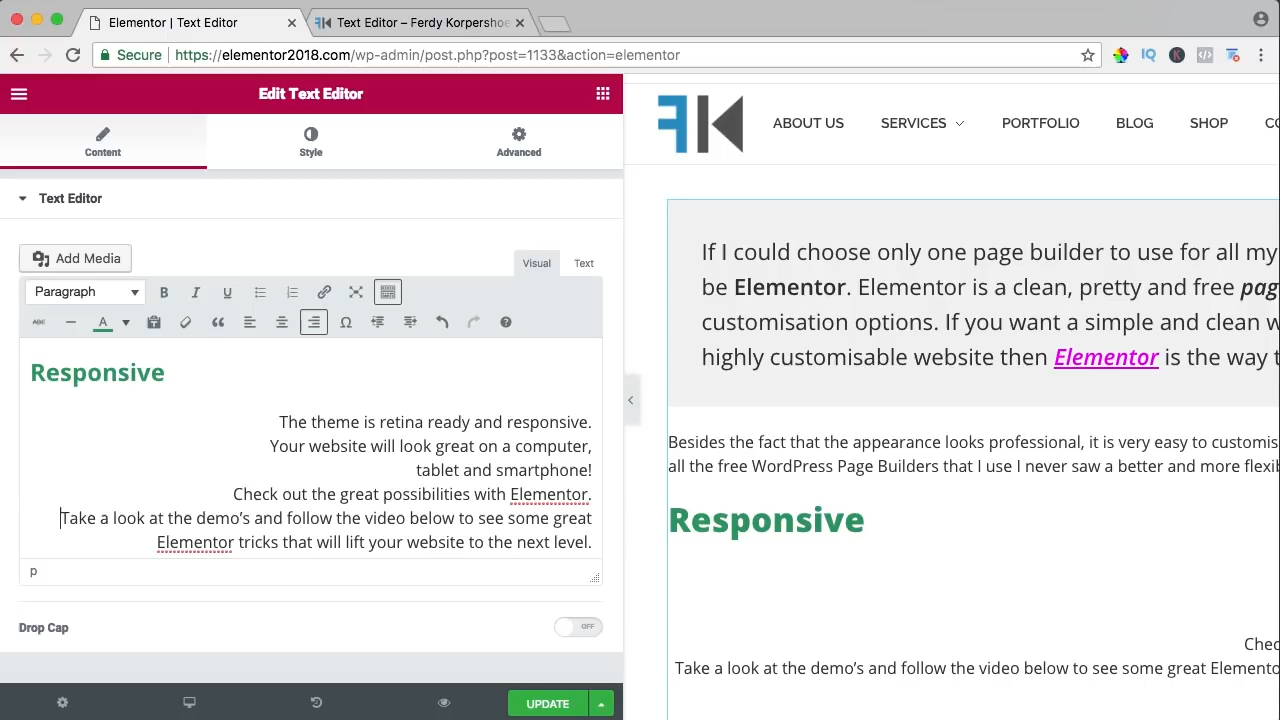 Elementor | Text Editor
Text Editor – Ferdy Korpershoe
Secure
https://elementor2018.com/wp-admin/post.php?post=1133&action=elementor
Edit Text Editor
Content
Style
Advanced
Text Editor
Add Media
Visual
Text
Paragraph
B
I
U
ABC
A
Responsive
The theme is retina ready and responsive.
Your website will look great on a computer,
tablet and smartphone!
Check out the great possibilities with Elementor.
Take a look at the demo’s and follow the video below to see some great
Elementor tricks that will lift your website to the next level.
p
Drop Cap
OFF
UPDATE
FK
ABOUT US
SERVICES
PORTFOLIO
BLOG
SHOP
CO
If I could choose only one page builder to use for all my
be Elementor. Elementor is a clean, pretty and free pag
customisation options. If you want a simple and clean w
highly customisable website then Elementor is the way t
Besides the fact that the appearance looks professional, it is very easy to customis
all the free WordPress Page Builders that I use I never saw a better and more flexib
Responsive
Chec
Take a look at the demo’s and follow the video below to see some great Elemento